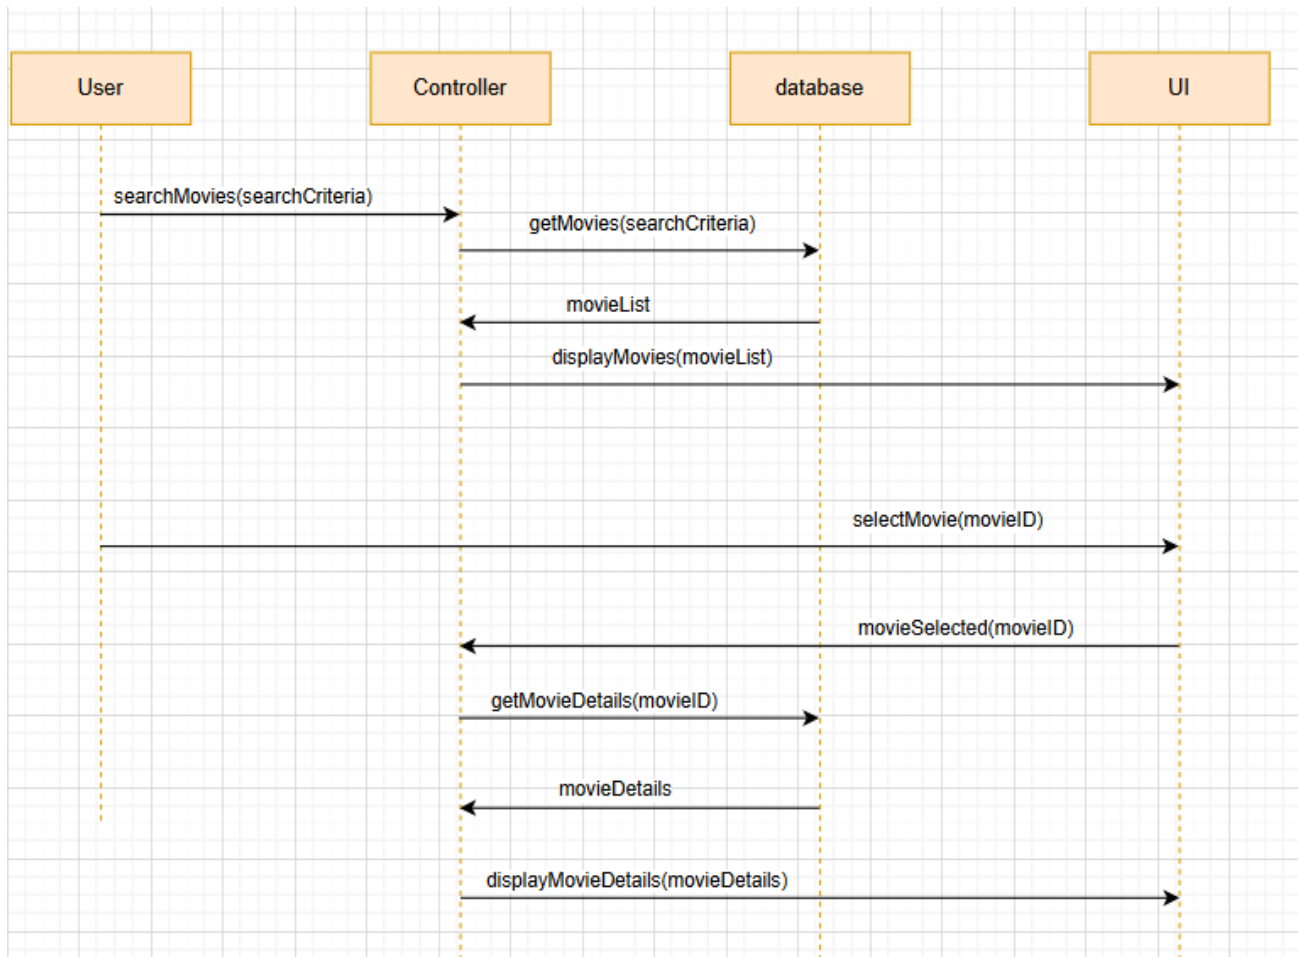 User
Controller
database
UI
searchMovies(searchCriteria)
getMovies(searchCriteria)
movieList
displayMovies(movieList)
selectMovie(movieID)
movieSelected(movieID)
getMovieDetails(movieID)
movieDetails
displayMovieDetails(movieDetails)